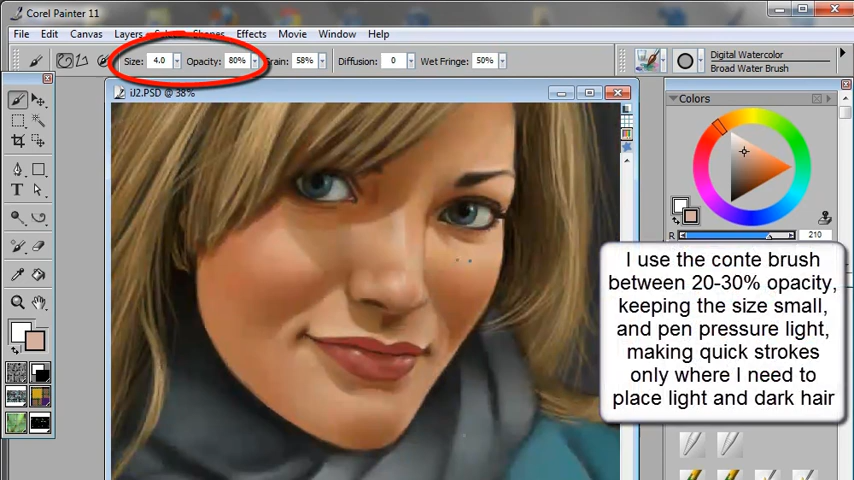 Corel Painter 11
File Edit Canvas Layers Select Shapes Effects Movie Window Help
Size: 4.0 Opacity: 80% Grain: 58% Diffusion: 0 Wet Fringe: 50%
Digital Watercolor
Broad Water Brush
iJ2.PSD @ 38%
Colors
R 210
I use the conte brush
between 20-30% opacity,
keeping the size small,
and pen pressure light,
making quick strokes
only where I need to
place light and dark hair